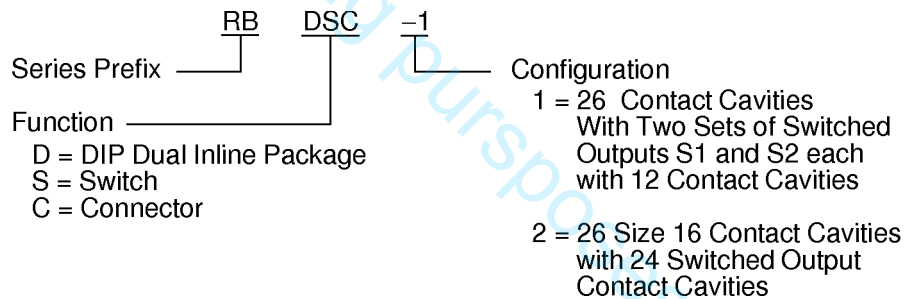 RB DSC –1
Series Prefix
Configuration
1 = 26 Contact Cavities
With Two Sets of Switched
Outputs S1 and S2 each
with 12 Contact Cavities
Function
D = DIP Dual Inline Package
S = Switch
C = Connector
2 = 26 Size 16 Contact Cavities
with 24 Switched Output
Contact Cavities